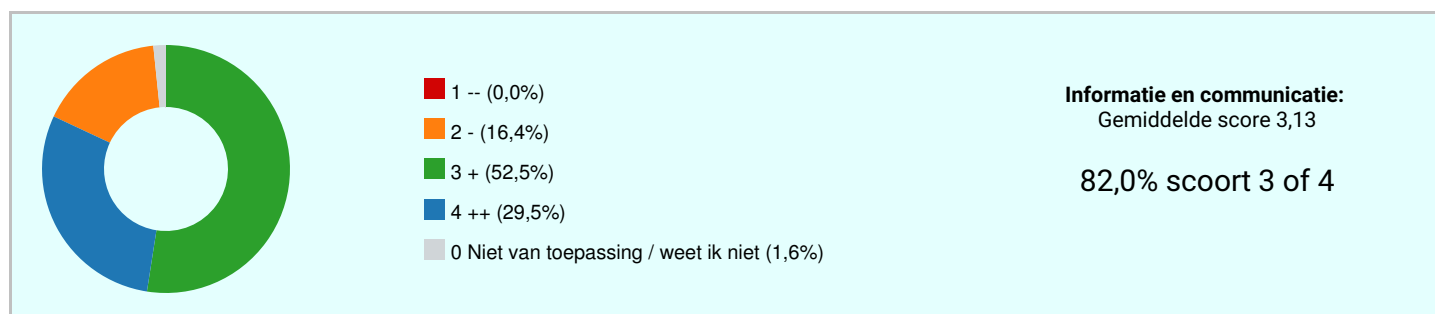 1 -- (0,0%)
2 - (16,4%)
3 + (52,5%)
4 ++ (29,5%)
0 Niet van toepassing / weet ik niet (1,6%)
Informatie en communicatie:
Gemiddelde score 3,13
82,0% scoort 3 of 4